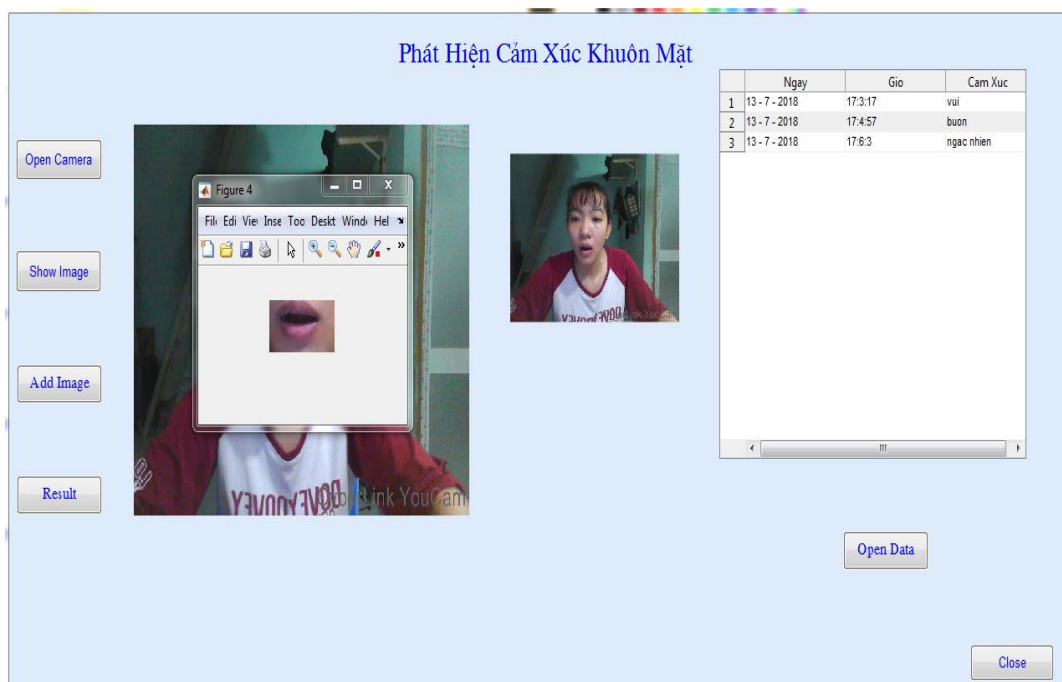 Phát Hiện Cảm Xúc Khuôn Mặt
Ngay Gio Cam Xuc
1 13 - 7 - 2018 17:3:17 vui
2 13 - 7 - 2018 17:4:57 buon
3 13 - 7 - 2018 17:6:3 ngac nhien
Open Camera
Show Image
Add Image
Result
Figure 4
Fil Edi Vie Inse Too Deskt Windo Hel
Link YouCam
Open Data
Close